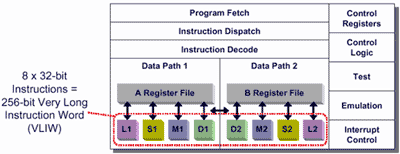 Program Fetch
Instruction Dispatch
Instruction Decode
Data Path 1
Data Path 2
A Register File
B Register File
L1
S1
M1
D1
D2
M2
S2
L2
Control
Registers
Control
Logic
Test
Emulation
Interrupt
Control
8 x 32-bit
Instructions =
256-bit Very Long
Instruction Word
(VLIW)